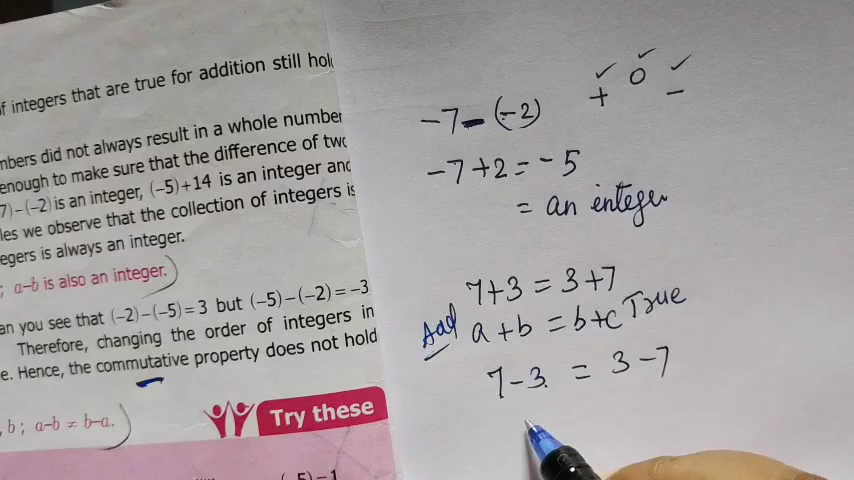 f integers that are true for addition still hol
mbers did not always result in a whole number
enough to make sure that the difference of two
7)−(−2) is an integer, (−5)+14 is an integer and
les we observe that the collection of integers is
egers is always an integer.
; a−b is also an integer.
an you see that (−2)−(−5)=3 but (−5)−(−2)=−3
Therefore, changing the order of integers in
e. Hence, the commutative property does not hold
, b ; a−b ≠ b−a.
Try these
(−5)−1
+ 0 −
−7−(−2)
−7+2 = −5
= an integer
7+3 = 3+7
Add a+b = b+c True
7−3 = 3−7